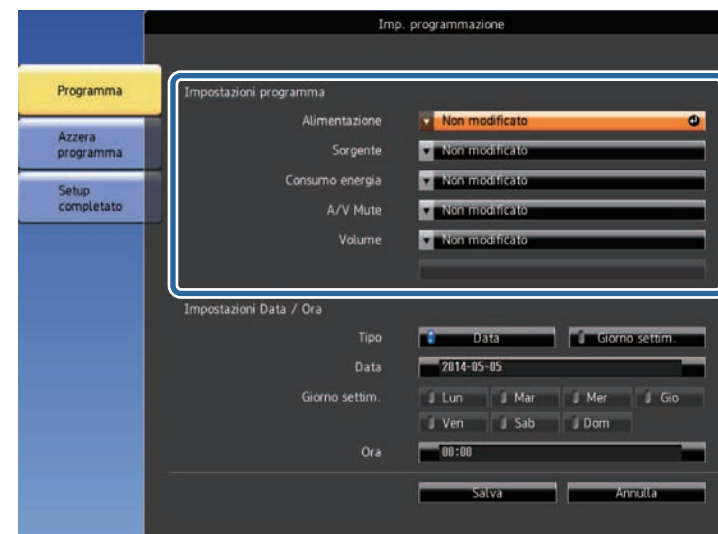 Imp. programmazione
Programma
Azzera
programma
Setup
completato
Impostazioni programma
Alimentazione Non modificato
Sorgente Non modificato
Consumo energia Non modificato
A/V Mute Non modificato
Volume Non modificato
Impostazioni Data / Ora
Tipo Data Giorno settim.
Data 2014-05-05
Giorno settim. Lun Mar Mer Gio
Ven Sab Dom
Ora 00:00
Salva Annulla